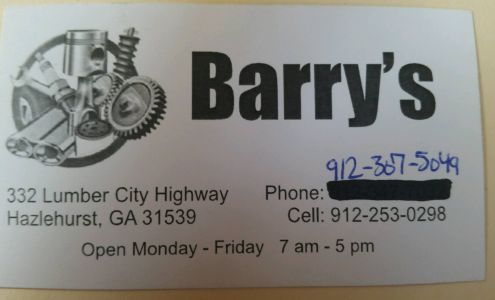 Barry's
912-307-5049
332 Lumber City Highway Phone:
Hazlehurst, GA 31539 Cell: 912-253-0298
Open Monday - Friday 7 am - 5 pm